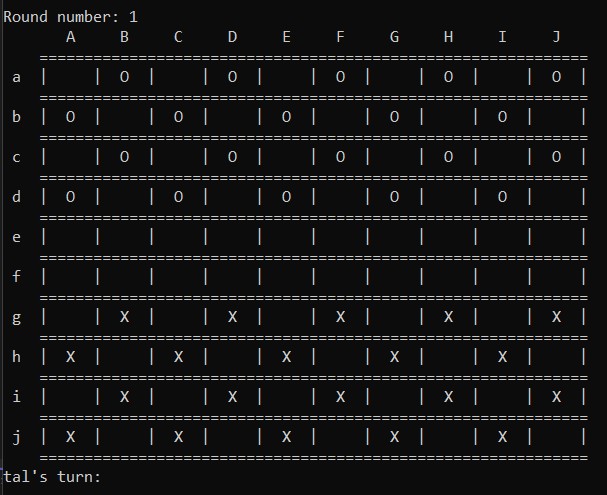 Round number: 1
A B C D E F G H I J
=============================================================
a |     |  O  |     |  O  |     |  O  |     |  O  |     |  O  |
=============================================================
b |  O  |     |  O  |     |  O  |     |  O  |     |  O  |     |
=============================================================
c |     |  O  |     |  O  |     |  O  |     |  O  |     |  O  |
=============================================================
d |  O  |     |  O  |     |  O  |     |  O  |     |  O  |     |
=============================================================
e |     |     |     |     |     |     |     |     |     |     |
=============================================================
f |     |     |     |     |     |     |     |     |     |     |
=============================================================
g |     |  X  |     |  X  |     |  X  |     |  X  |     |  X  |
=============================================================
h |  X  |     |  X  |     |  X  |     |  X  |     |  X  |     |
=============================================================
i |     |  X  |     |  X  |     |  X  |     |  X  |     |  X  |
=============================================================
j |  X  |     |  X  |     |  X  |     |  X  |     |  X  |     |
=============================================================
tal's turn: